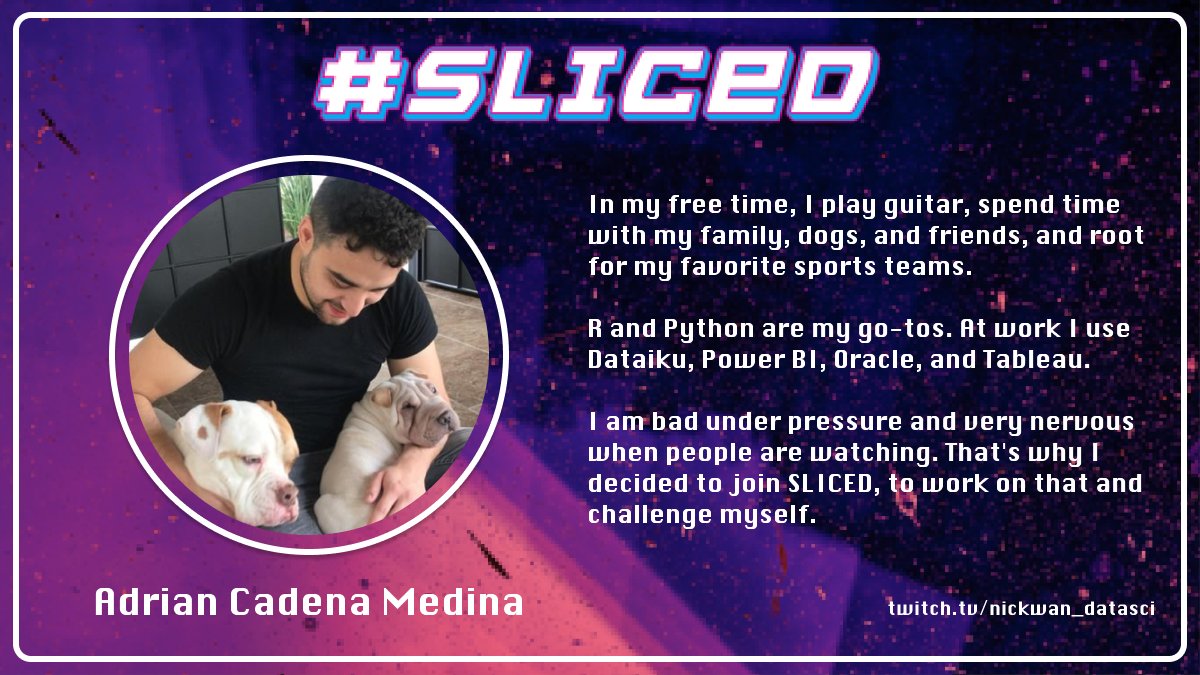 #SLICED
In my free time, I play guitar, spend time
with my family, dogs, and friends, and root
for my favorite sports teams.
R and Python are my go-tos. At work I use
Dataiku, Power BI, Oracle, and Tableau.
I am bad under pressure and very nervous
when people are watching. That's why I
decided to join SLICED, to work on that and
challenge myself.
Adrian Cadena Medina
twitch.tv/nickwan_datasci